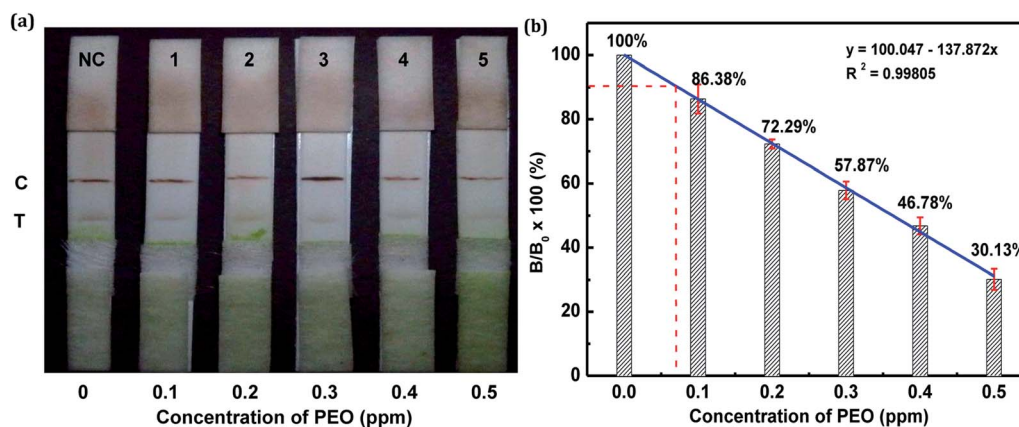 (a)
NC 1 2 3 4 5
C
T
0 0.1 0.2 0.3 0.4 0.5
Concentration of PEO (ppm)
(b)
y = 100.047 - 137.872x
R² = 0.99805
100%
86.38%
72.29%
57.87%
46.78%
30.13%
B/B₀ x 100 (%)
100
80
60
40
20
0
0.0 0.1 0.2 0.3 0.4 0.5
Concentration of PEO (ppm)